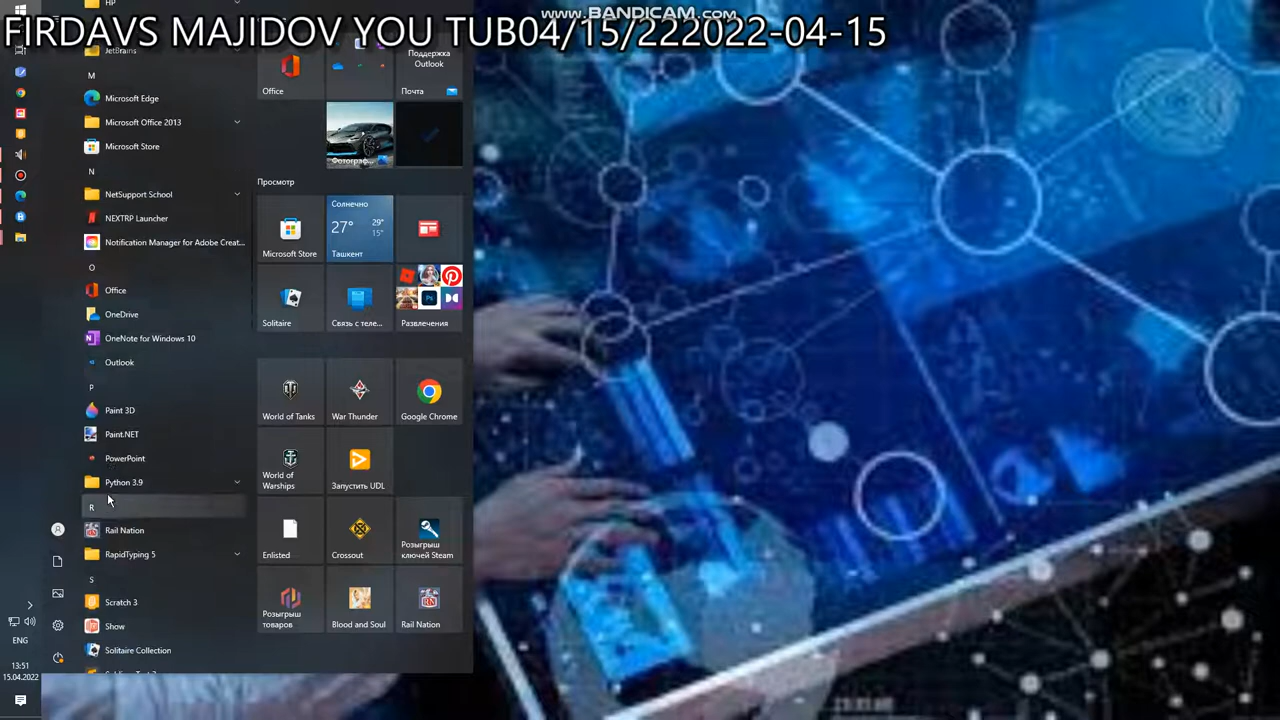 www.BANDICAM.com
FIRDAVS MAJIDOV YOU TUB04/15/222022-04-15
HP
JetBrains
M
Microsoft Edge
Microsoft Office 2013
Microsoft Store
N
NetSupport School
NEXTRP Launcher
Notification Manager for Adobe Creat...
O
Office
OneDrive
OneNote for Windows 10
Outlook
P
Paint 3D
Paint.NET
PowerPoint
Python 3.9
R
Rail Nation
RapidTyping 5
S
Scratch 3
Show
Solitaire Collection
Office
Поддержка
Outlook
Почта
Фотограф...
Просмотр
Microsoft Store
Солнечно
27°
29°
15°
Ташкент
Solitaire
Связь с теле...
Развлечения
World of Tanks
War Thunder
Google Chrome
World of
Warships
Запустить UDL
Enlisted
Crossout
Розыгрыш
ключей Steam
Розыгрыш
товаров
Blood and Soul
Rail Nation
ENG
13:51
15.04.2022